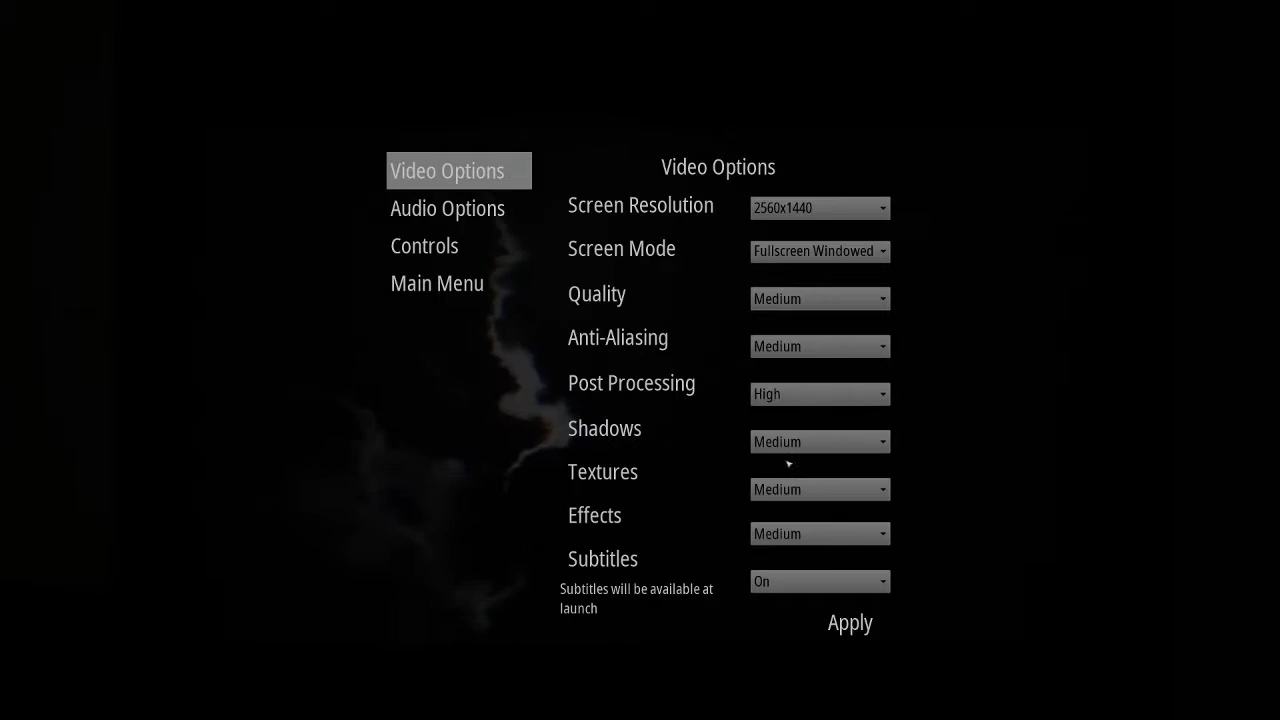 Video Options
Audio Options
Controls
Main Menu
Video Options
Screen Resolution 2560x1440
Screen Mode Fullscreen Windowed
Quality Medium
Anti-Aliasing Medium
Post Processing High
Shadows Medium
Textures Medium
Effects Medium
Subtitles On
Subtitles will be available at
launch
Apply